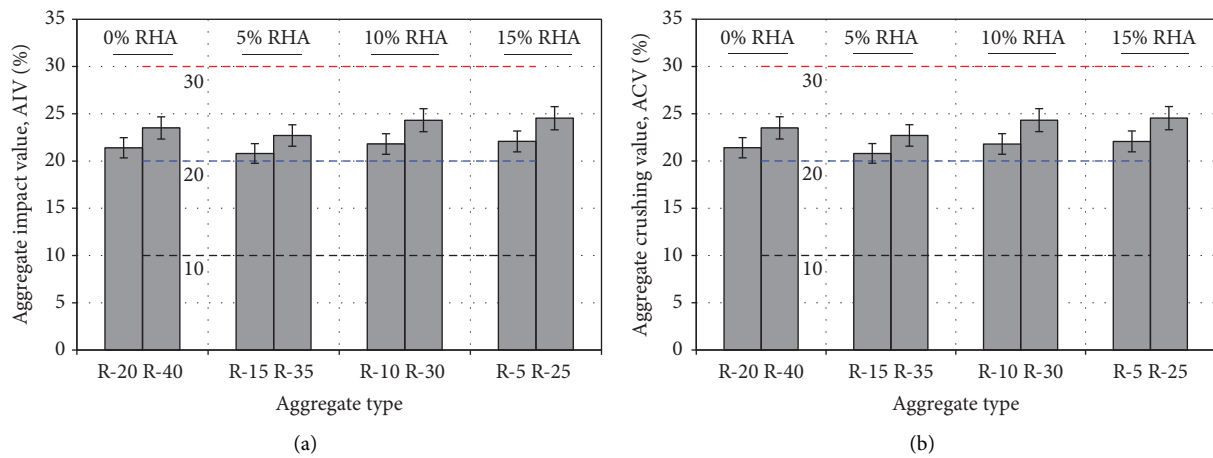 35
30
25
20
15
10
5
0
Aggregate impact value, AIV (%)
0% RHA 5% RHA 10% RHA 15% RHA
30
20
10
R-20 R-40 R-15 R-35 R-10 R-30 R-5 R-25
Aggregate type
(a)
35
30
25
20
15
10
5
0
Aggregate crushing value, ACV (%)
0% RHA 5% RHA 10% RHA 15% RHA
30
20
10
R-20 R-40 R-15 R-35 R-10 R-30 R-5 R-25
Aggregate type
(b)